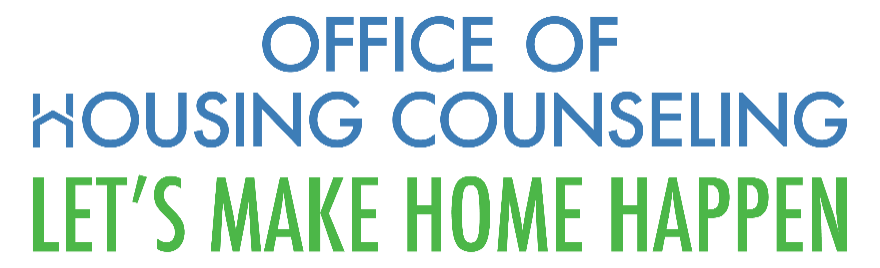 OFFICE OF
HOUSING COUNSELING
LET'S MAKE HOME HAPPEN